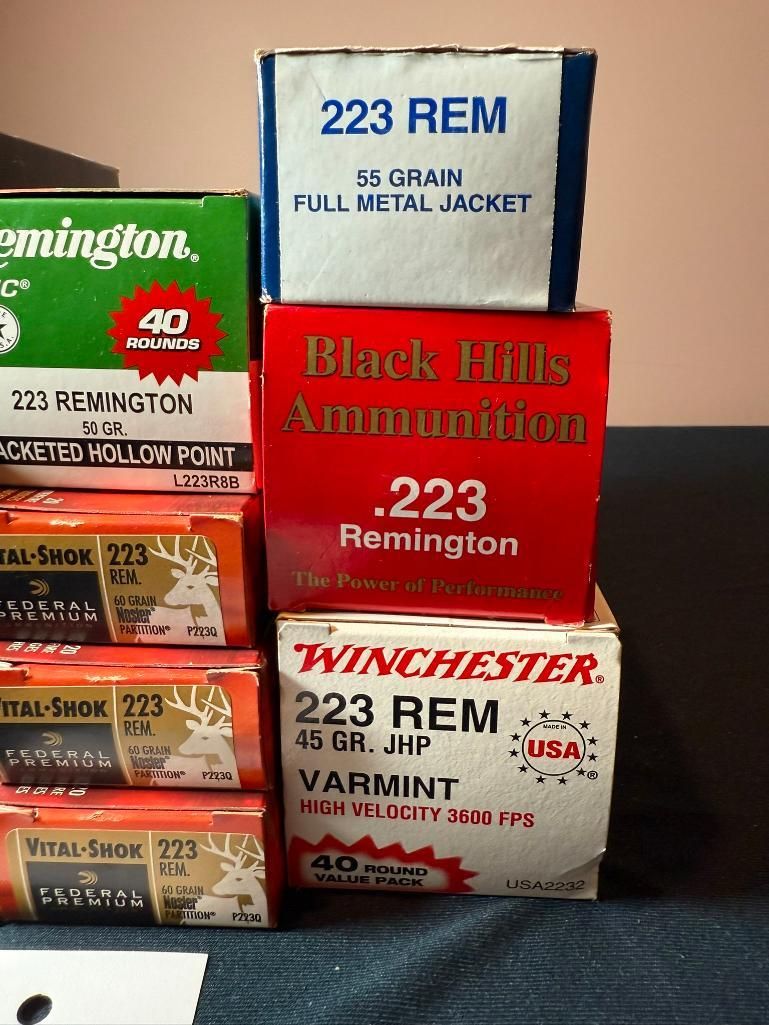 223 REM
55 GRAIN
FULL METAL JACKET
emington®
C®
40
ROUNDS
223 REMINGTON
50 GR.
ACKETED HOLLOW POINT
L223R8B
Black Hills
Ammunition
.223
Remington
The Power of Performance
TAL·SHOK
223
REM.
FEDERAL
PREMIUM
60 GRAIN
Nosler®
PARTITION®
P223Q
20
VITAL·SHOK
223
REM.
FEDERAL
PREMIUM
60 GRAIN
Nosler®
PARTITION®
P223Q
VITAL·SHOK
223
REM.
FEDERAL
PREMIUM
60 GRAIN
Nosler®
PARTITION®
P223Q
WINCHESTER®
223 REM
45 GR. JHP
MADE IN
USA
®
VARMINT
HIGH VELOCITY 3600 FPS
40 ROUND
VALUE PACK
USA2232